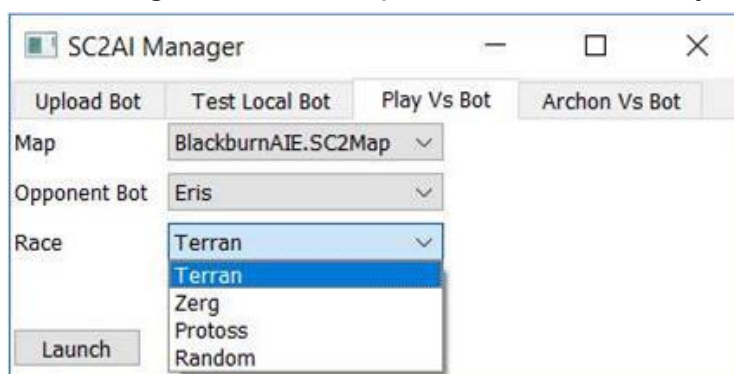 SC2AI Manager
Upload Bot Test Local Bot Play Vs Bot Archon Vs Bot
Map BlackburnAIE.SC2Map
Opponent Bot Eris
Race Terran
Terran
Zerg
Protoss
Launch Random